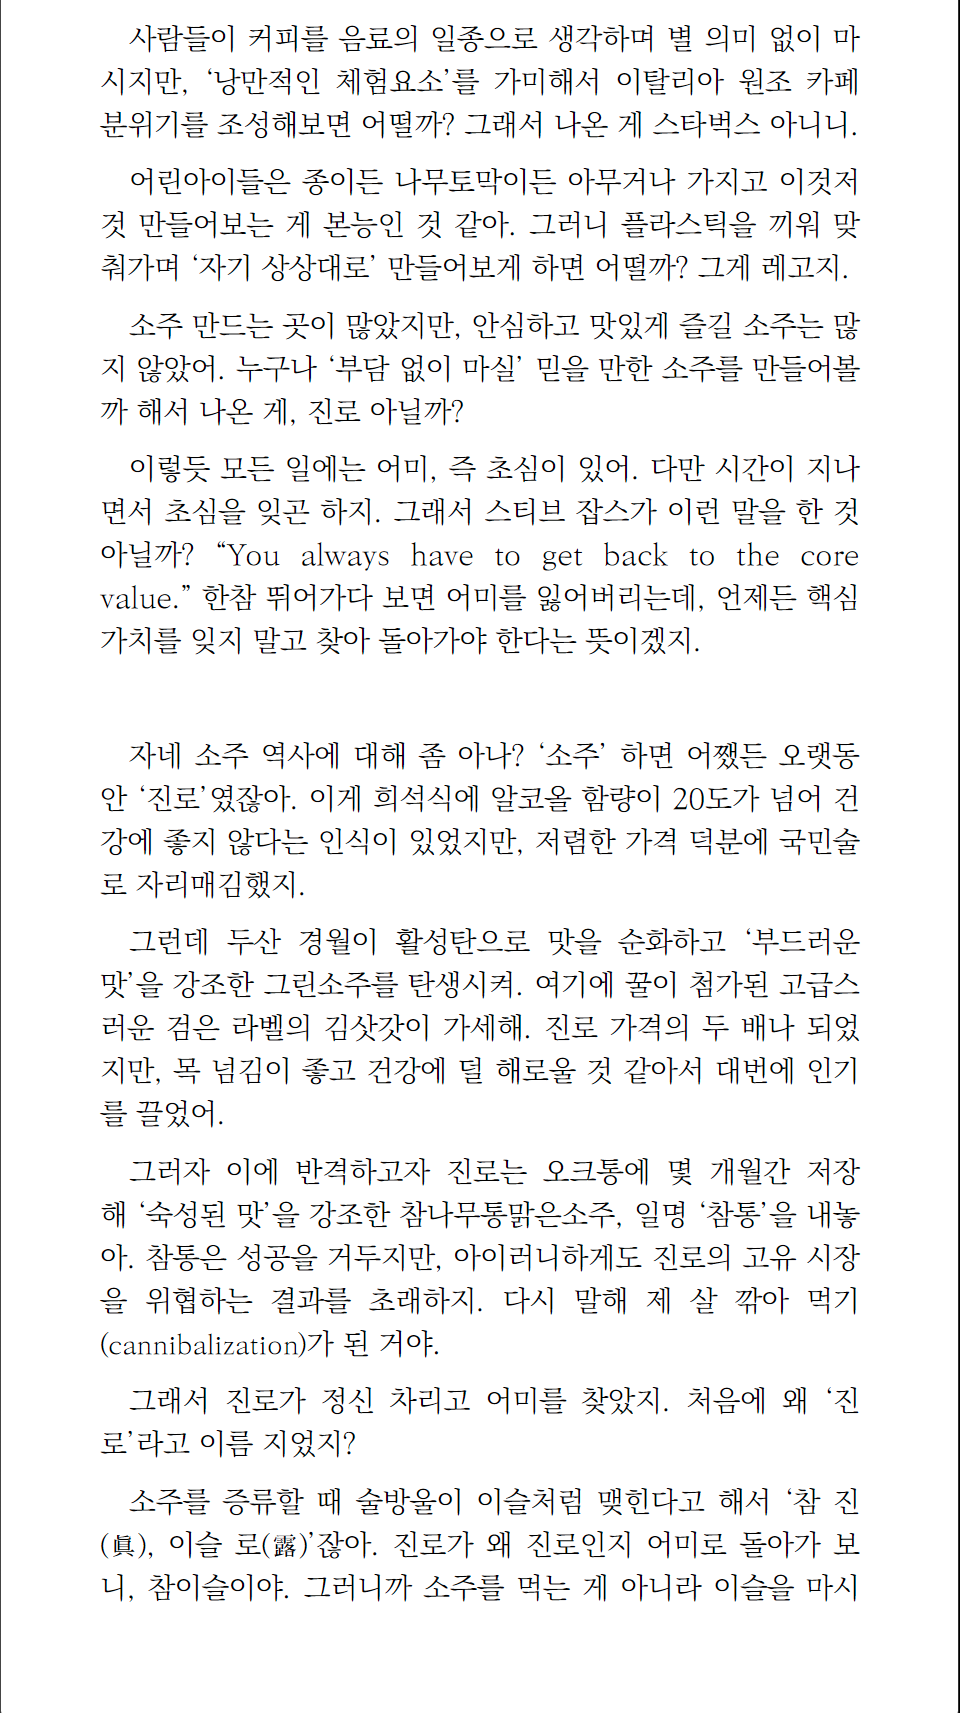 사람들이 커피를 음료의 일종으로 생각하며 별 의미 없이 마
시지만, ‘낭만적인 체험요소’를 가미해서 이탈리아 원조 카페
분위기를 조성해보면 어떨까? 그래서 나온 게 스타벅스 아니니.
어린아이들은 종이든 나무토막이든 아무거나 가지고 이것저
것 만들어보는 게 본능인 것 같아. 그러니 플라스틱을 끼워 맞
춰가며 ‘자기 상상대로’ 만들어보게 하면 어떨까? 그게 레고지.
소주 만드는 곳이 많았지만, 안심하고 맛있게 즐길 소주는 많
지 않았어. 누구나 ‘부담 없이 마실’ 믿을 만한 소주를 만들어볼
까 해서 나온 게, 진로 아닐까?
이렇듯 모든 일에는 어미, 즉 초심이 있어. 다만 시간이 지나
면서 초심을 잊곤 하지. 그래서 스티브 잡스가 이런 말을 한 것
아닐까? “You always have to get back to the core
value.” 한참 뛰어가다 보면 어미를 잃어버리는데, 언제든 핵심
가치를 잊지 말고 찾아 돌아가야 한다는 뜻이겠지.
자네 소주 역사에 대해 좀 아나? ‘소주’ 하면 어쨌든 오랫동
안 ‘진로’였잖아. 이게 희석식에 알코올 함량이 20도가 넘어 건
강에 좋지 않다는 인식이 있었지만, 저렴한 가격 덕분에 국민술
로 자리매김했지.
그런데 두산 경월이 활성탄으로 맛을 순화하고 ‘부드러운
맛’을 강조한 그린소주를 탄생시켜. 여기에 꿀이 첨가된 고급스
러운 검은 라벨의 김삿갓이 가세해. 진로 가격의 두 배나 되었
지만, 목 넘김이 좋고 건강에 덜 해로울 것 같아서 대번에 인기
를 끌었어.
그러자 이에 반격하고자 진로는 오크통에 몇 개월간 저장
해 ‘숙성된 맛’을 강조한 참나무통맑은소주, 일명 ‘참통’을 내놓
아. 참통은 성공을 거두지만, 아이러니하게도 진로의 고유 시장
을 위협하는 결과를 초래하지. 다시 말해 제 살 깎아 먹기
(cannibalization)가 된 거야.
그래서 진로가 정신 차리고 어미를 찾았지. 처음에 왜 ‘진
로’라고 이름 지었지?
소주를 증류할 때 술방울이 이슬처럼 맺힌다고 해서 ‘참 진
(眞), 이슬 로(露)’잖아. 진로가 왜 진로인지 어미로 돌아가 보
니, 참이슬이야. 그러니까 소주를 먹는 게 아니라 이슬을 마시